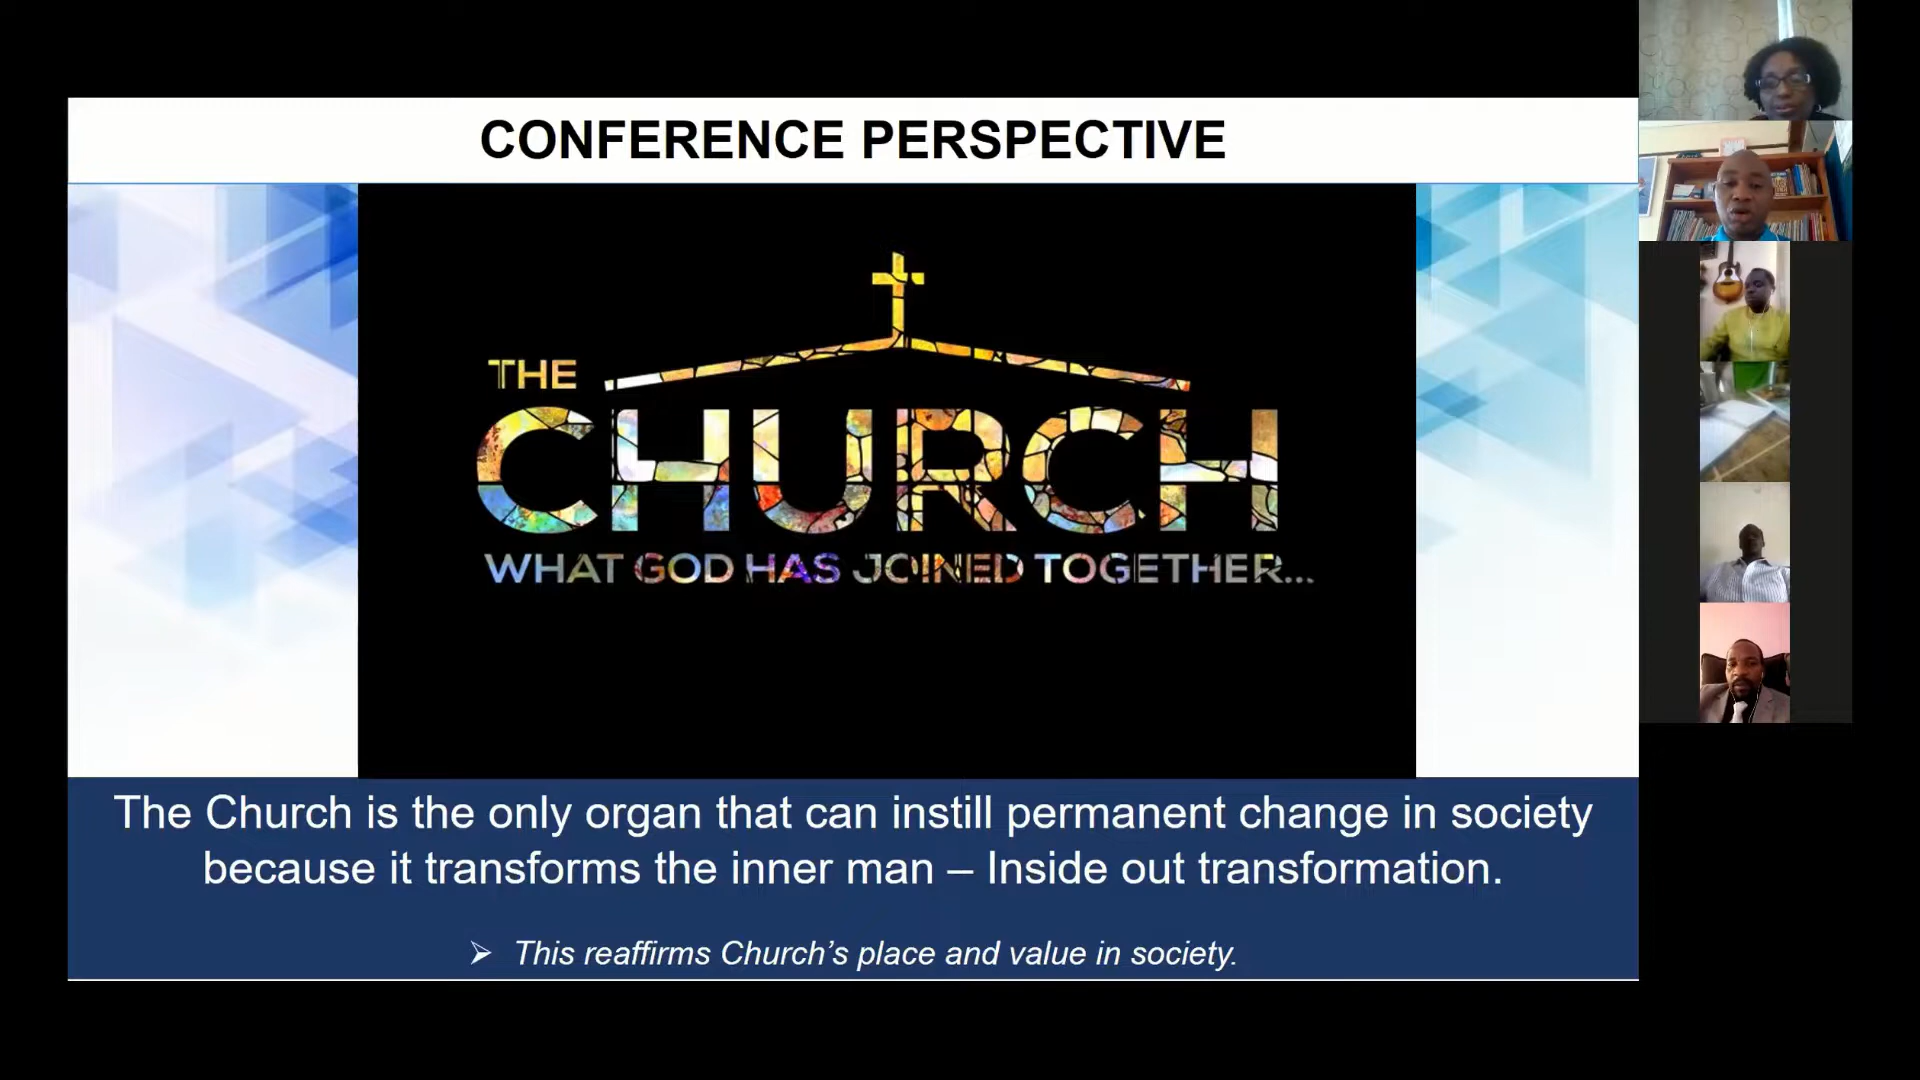 CONFERENCE PERSPECTIVE
THE
CHURCH
WHAT GOD HAS JOINED TOGETHER...
The Church is the only organ that can instill permanent change in society
because it transforms the inner man – Inside out transformation.
➢ This reaffirms Church’s place and value in society.